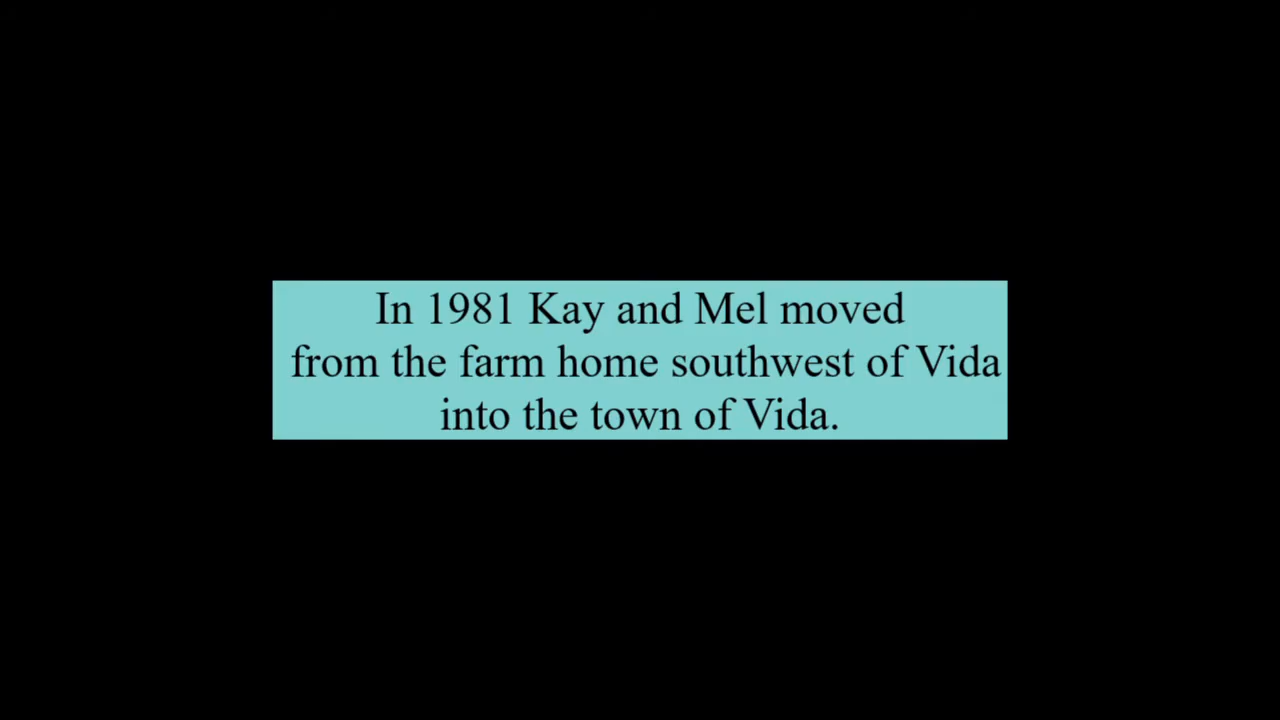 In 1981 Kay and Mel moved
from the farm home southwest of Vida
into the town of Vida.